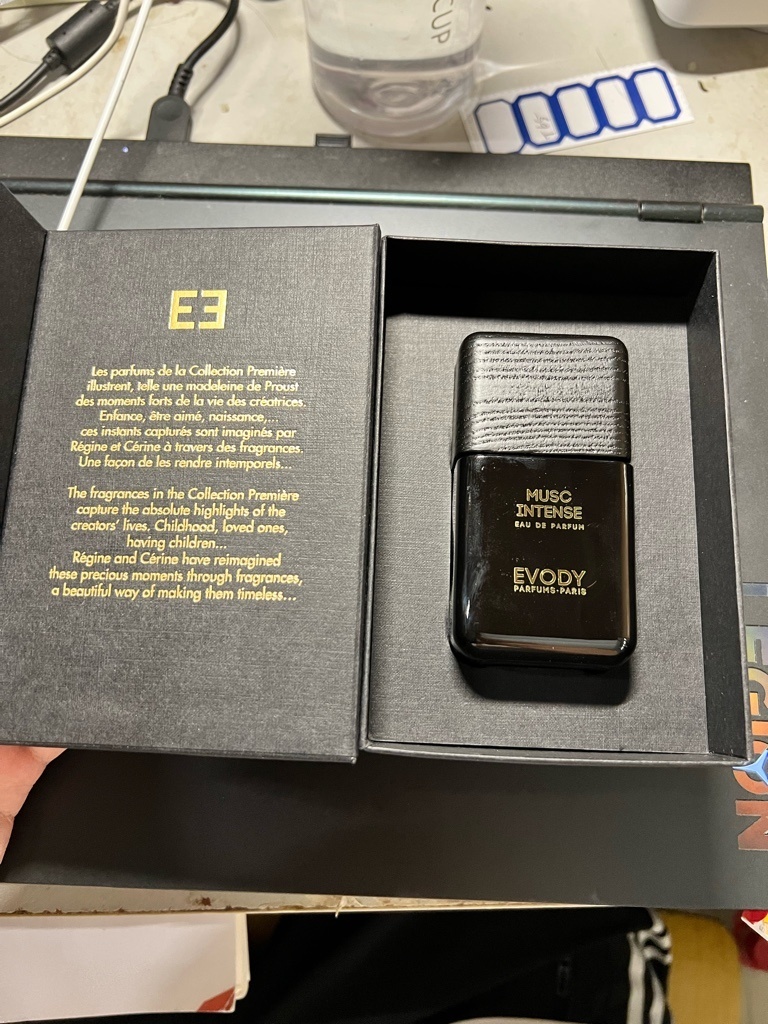 CUP
EE
Les parfums de la Collection Première
illustrent, telle une madeleine de Proust
des moments forts de la vie des créatrices.
Enfance, être aimé, naissance,...
ces instants capturés sont imaginés par
Régine et Cérine à travers des fragrances.
Une façon de les rendre intemporels...
The fragrances in the Collection Première
capture the absolute highlights of the
creators' lives. Childhood, loved ones,
having children...
Régine and Cérine have reimagined
these precious moments through fragrances,
a beautiful way of making them timeless...
MUSC
INTENSE
EAU DE PARFUM
EVODY
PARFUMS·PARIS
LEGION